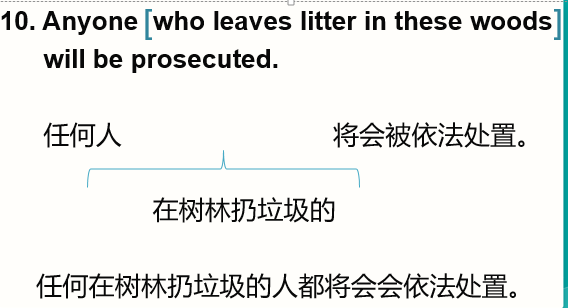 10. Anyone [who leaves litter in these woods]
will be prosecuted.
任何人 将会被依法处置。
在树林扔垃圾的
任何在树林扔垃圾的人都将会会依法处置。